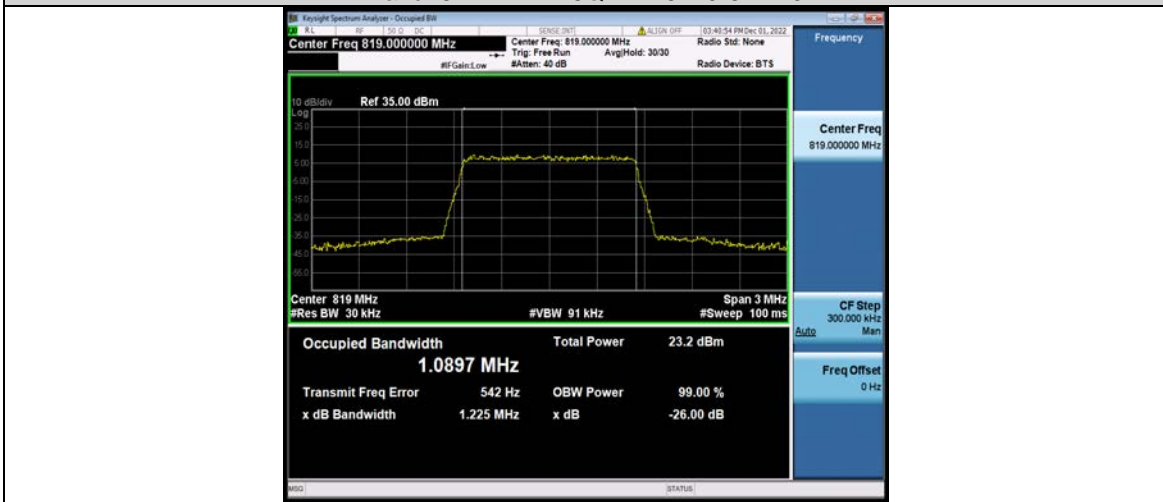 Keysight Spectrum Analyzer - Occupied BW
RL RF 50 Ω DC SENSE:INT ALIGN OFF 03:40:54 PM Dec 01, 2022
Center Freq 819.000000 MHz
Center Freq: 819.000000 MHz
Radio Std: None
Trig: Free Run Avg|Hold: 30/30
#IFGain:Low #Atten: 40 dB Radio Device: BTS
10 dB/div Ref 35.00 dBm
Log
25.0
15.0
5.00
-5.00
-15.0
-25.0
-35.0
-45.0
-55.0
Center 819 MHz Span 3 MHz
#Res BW 30 kHz #VBW 91 kHz #Sweep 100 ms
Occupied Bandwidth Total Power 23.2 dBm
1.0897 MHz
Transmit Freq Error 542 Hz OBW Power 99.00 %
x dB Bandwidth 1.225 MHz x dB -26.00 dB
MSG STATUS
Frequency
Center Freq
819.000000 MHz
CF Step
300.000 kHz
Auto Man
Freq Offset
0 Hz